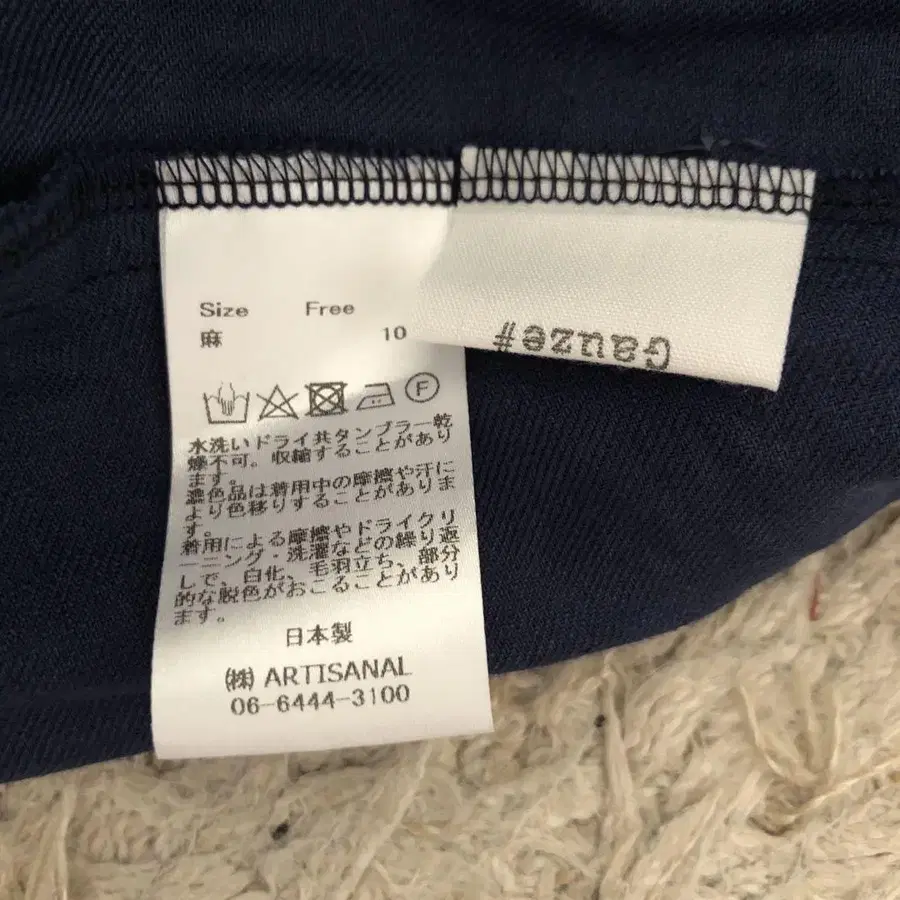 Size Free
麻 10
F
水洗いドライ共タンブラー乾
燥不可。収縮することがあり
ます。
濃色品は着用中の摩擦や汗に
より色移りすることがありま
す。
着用による摩擦やドライクリ
ーニング・洗濯などの繰り返
しで、白化、毛羽立ち、部分
的な脱色がおこることがあり
ます。
日本製
㈱ ARTISANAL
06-6444-3100
Gauze#